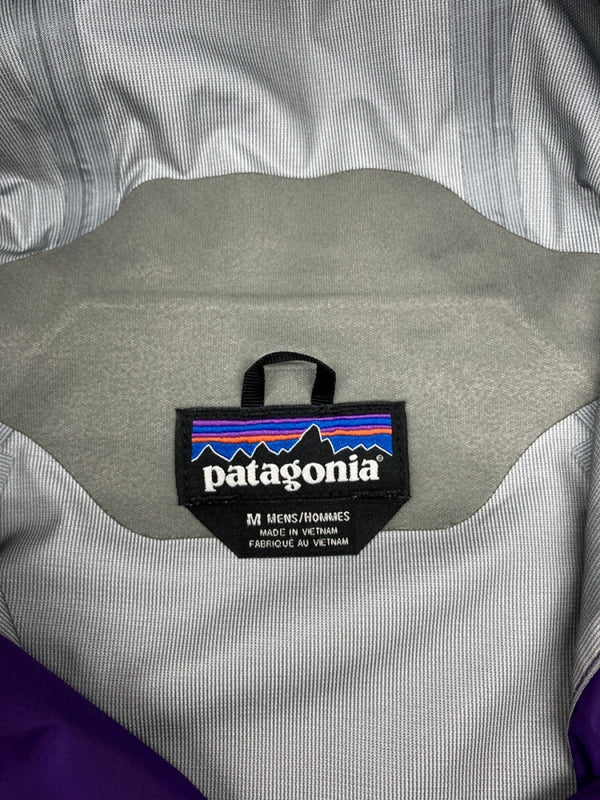 patagonia®
M MENS/HOMMES
MADE IN VIETNAM
FABRIQUÉ AU VIETNAM